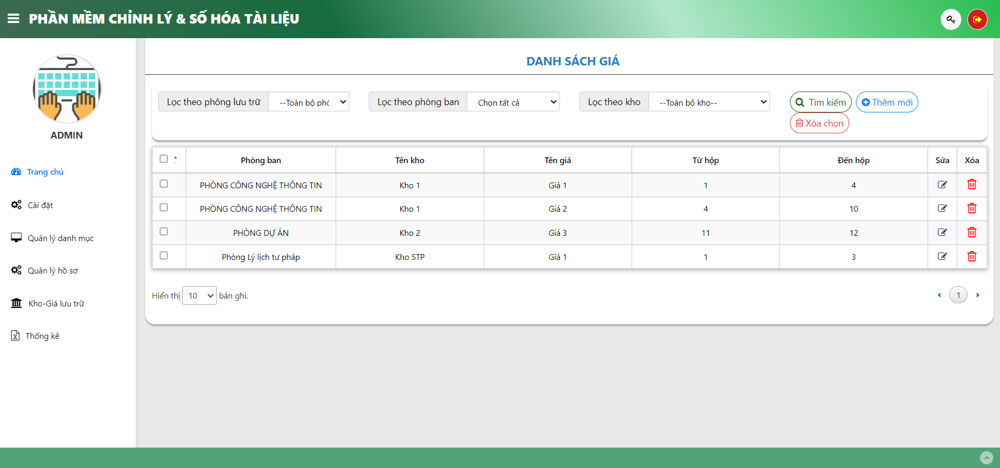 PHẦN MỀM CHỈNH LÝ & SỐ HÓA TÀI LIỆU
ADMIN
Trang chủ
Cài đặt
Quản lý danh mục
Quản lý hồ sơ
Kho-Giá lưu trữ
Thống kê
DANH SÁCH GIÁ
Lọc theo phông lưu trữ --Toàn bộ phô Lọc theo phòng ban Chọn tất cả Lọc theo kho --Toàn bộ kho-- Tìm kiếm Thêm mới
Xóa chọn
Phòng ban Tên kho Tên giá Từ hộp Đến hộp Sửa Xóa
PHÒNG CÔNG NGHỆ THÔNG TIN Kho 1 Giá 1 1 4
PHÒNG CÔNG NGHỆ THÔNG TIN Kho 1 Giá 2 4 10
PHÒNG DỰ ÁN Kho 2 Giá 3 11 12
Phòng Lý lịch tư pháp Kho STP Giá 1 1 3
Hiển thị 10 bản ghi. 1